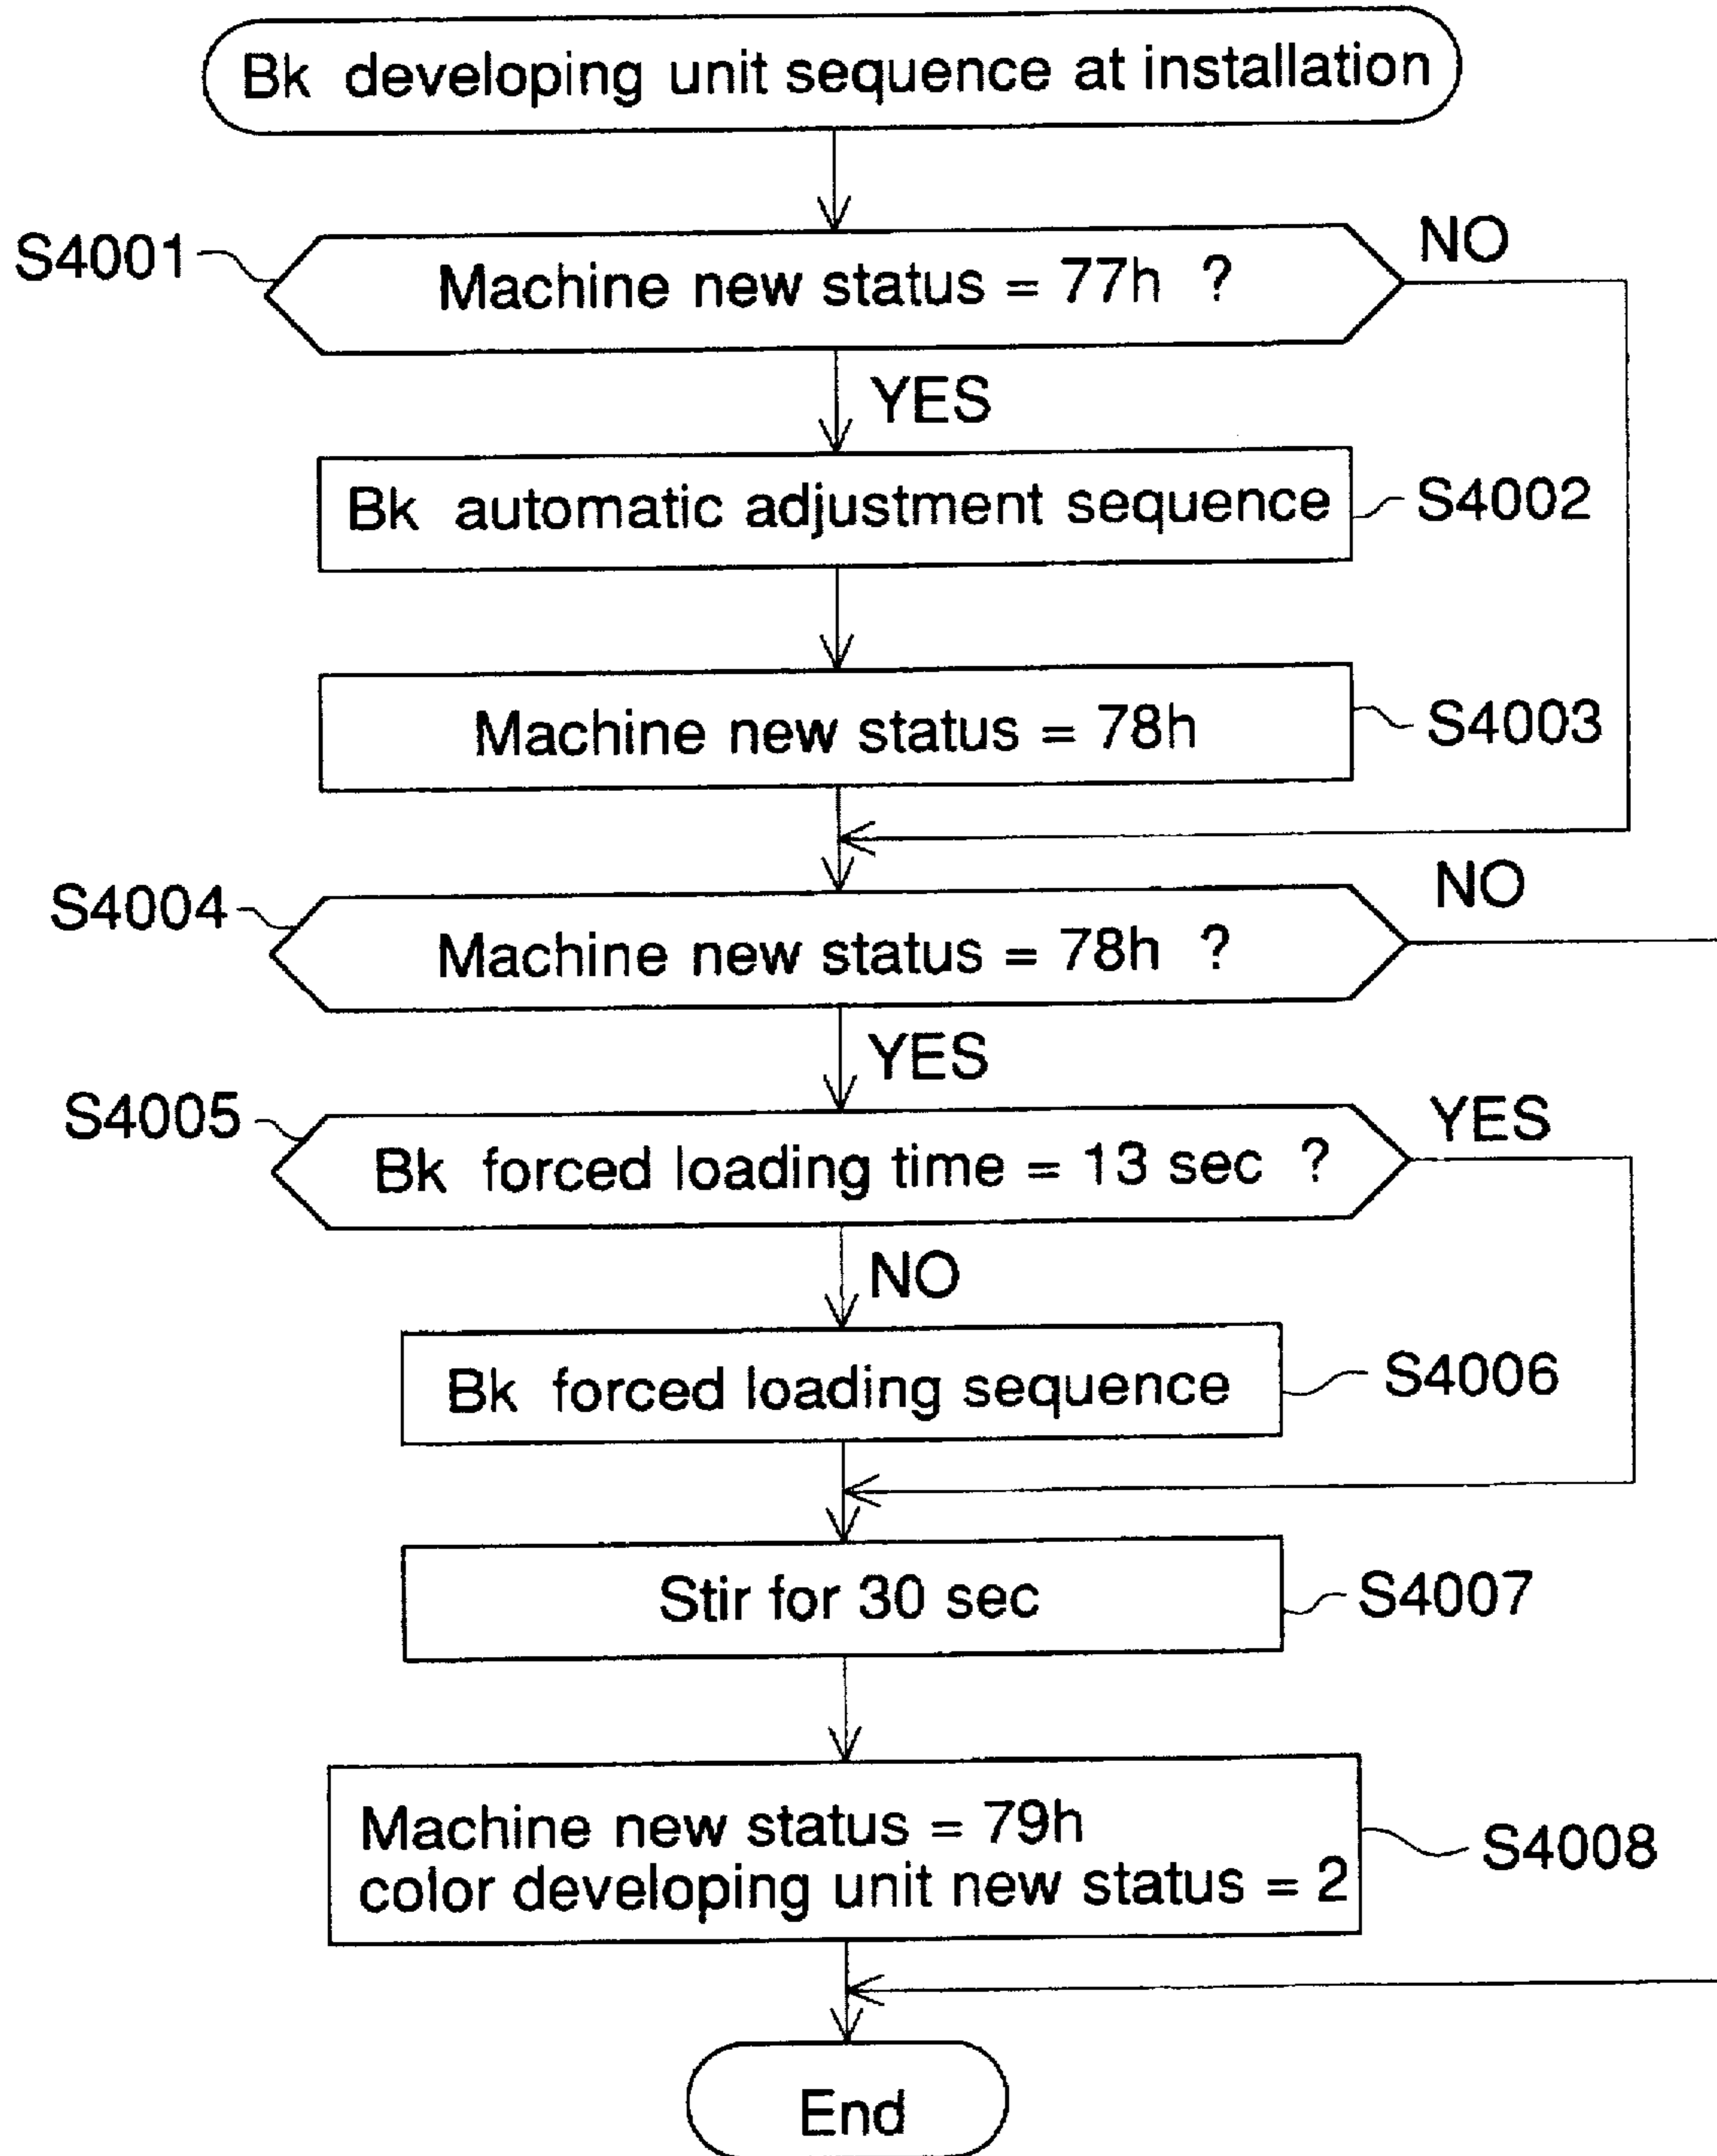 Bk developing unit sequence at installation
S4001
Machine new status = 77h ?
NO
YES
Bk automatic adjustment sequence
S4002
Machine new status = 78h
S4003
S4004
Machine new status = 78h ?
NO
YES
S4005
Bk forced loading time = 13 sec ?
YES
NO
Bk forced loading sequence
S4006
Stir for 30 sec
S4007
Machine new status = 79h
color developing unit new status = 2
S4008
End